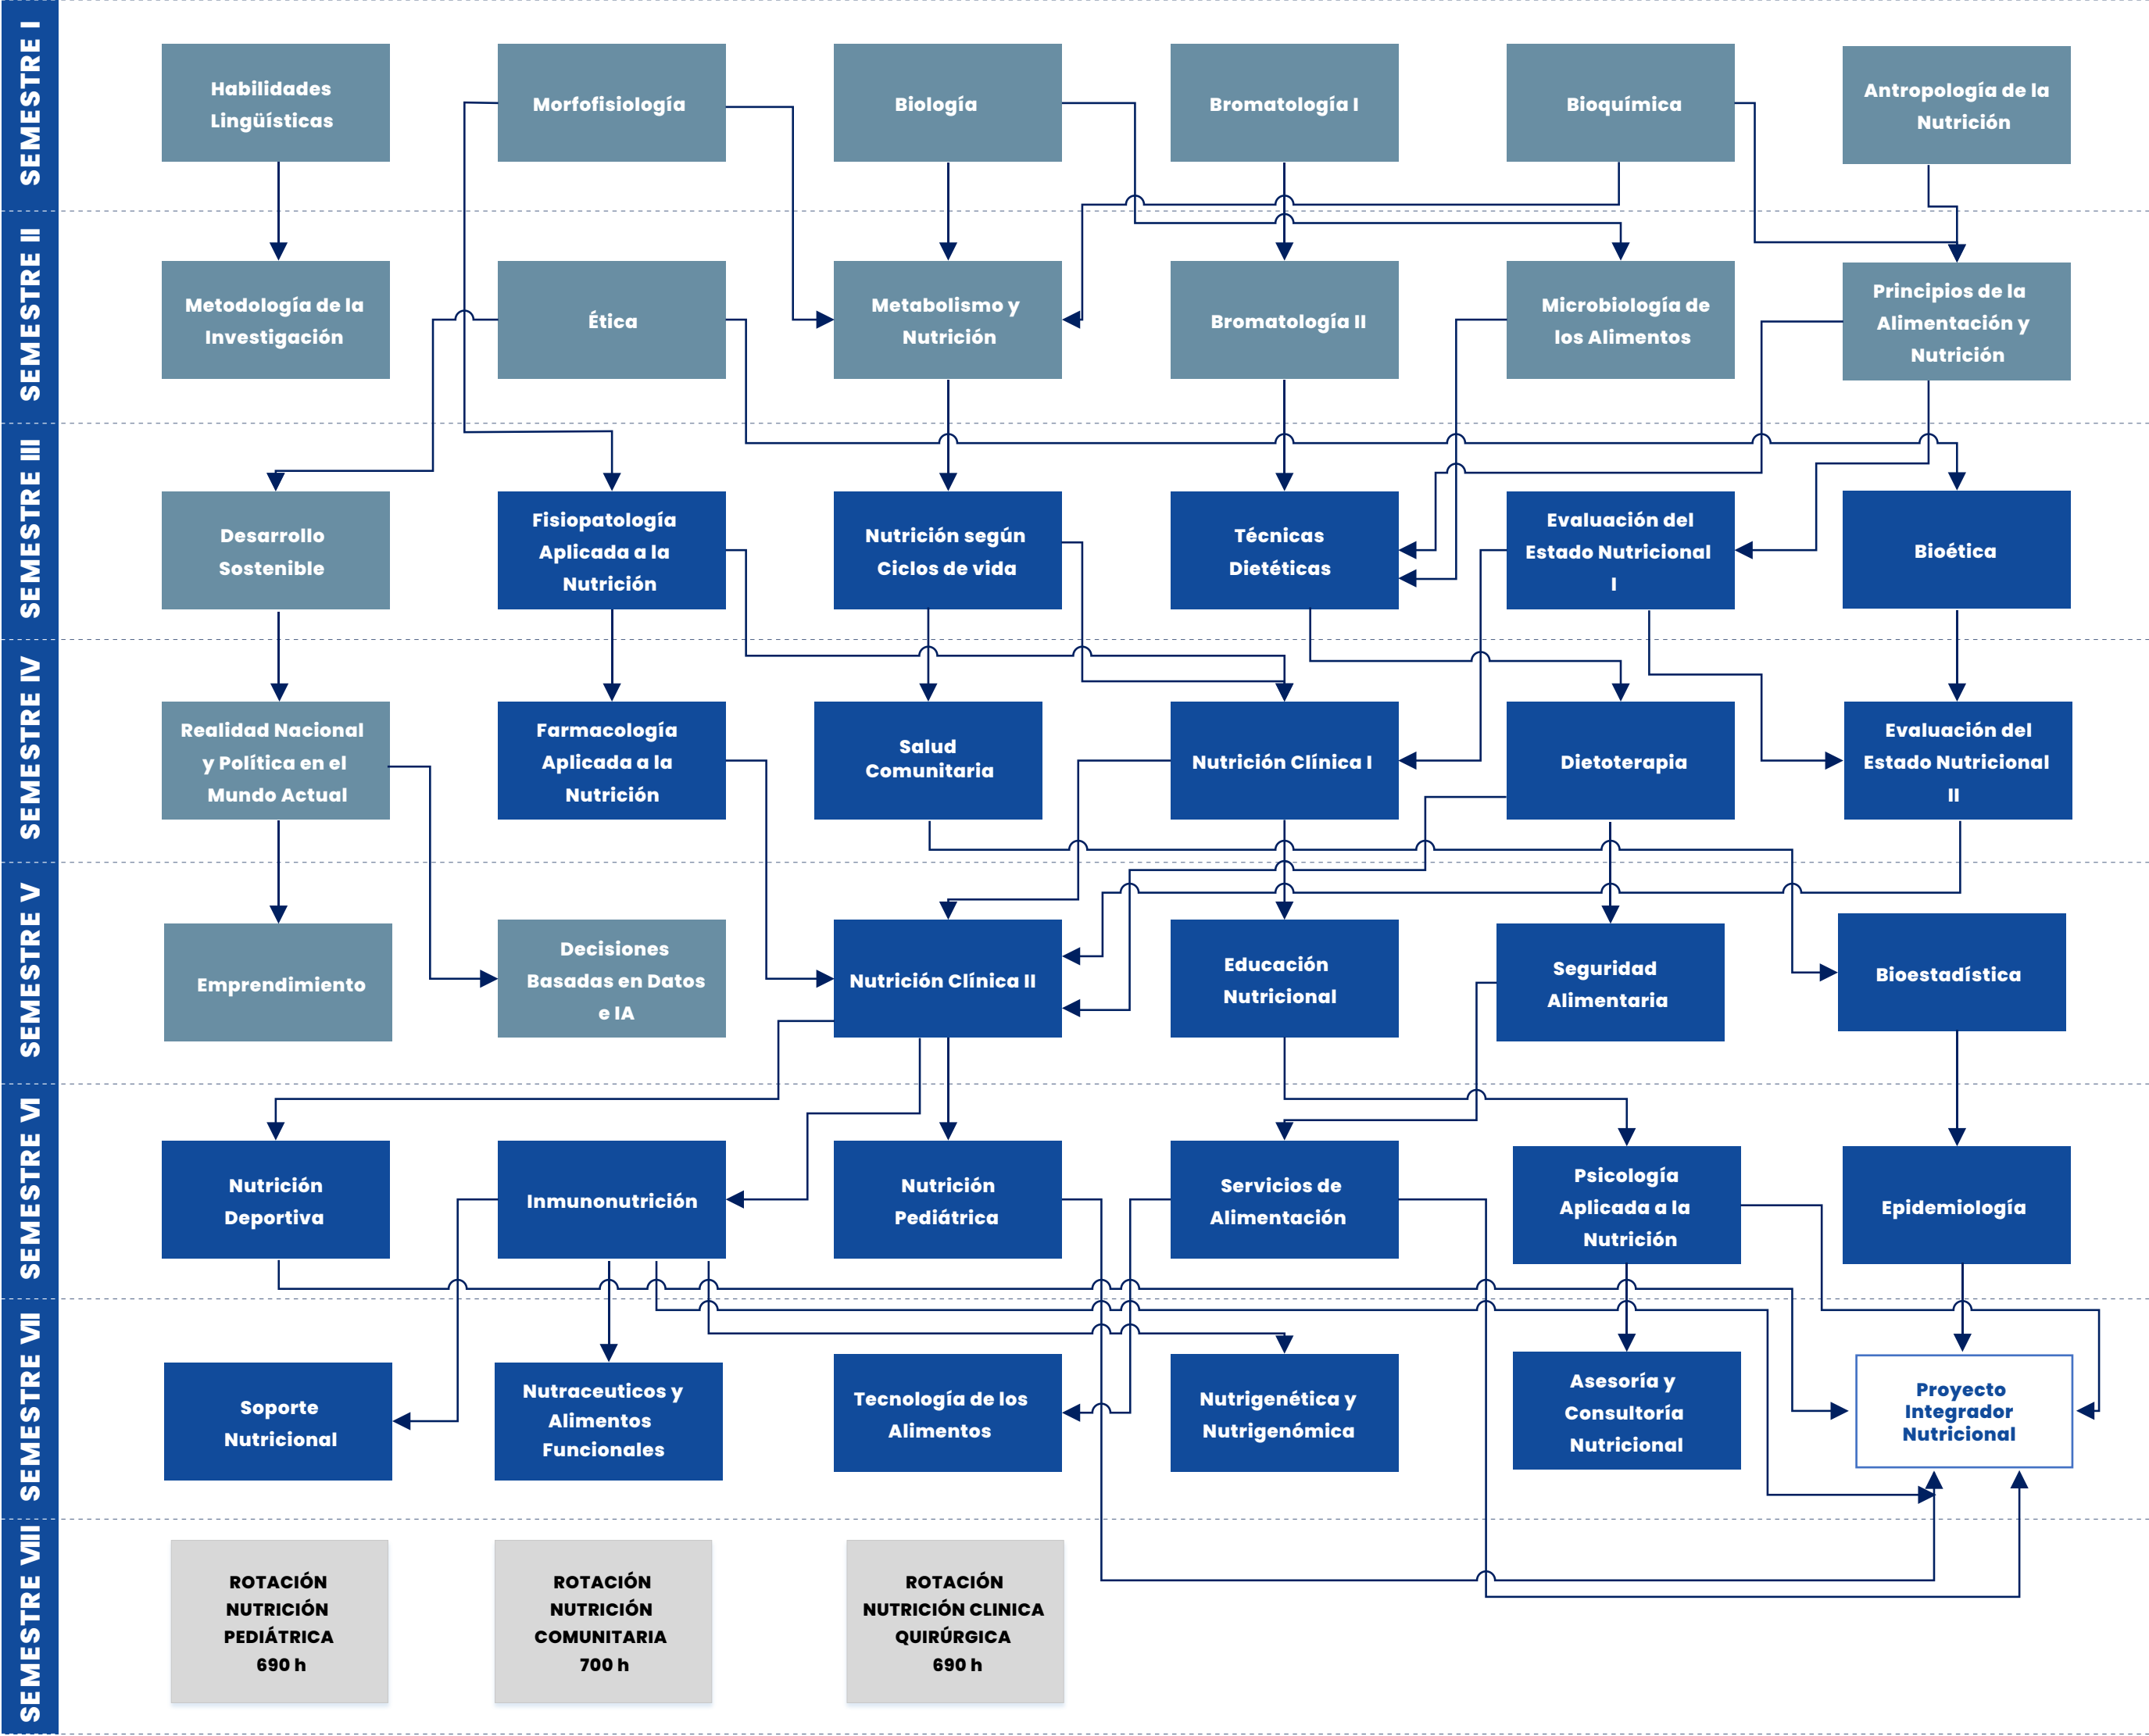 SEMESTRE I
Habilidades
Lingüísticas
Morfofisiología
Biología
Bromatología I
Bioquímica
Antropología de la
Nutrición
SEMESTRE II
Metodología de la
Investigación
Ética
Metabolismo y
Nutrición
Bromatología II
Microbiología de
los Alimentos
Principios de la
Alimentación y
Nutrición
SEMESTRE III
Desarrollo
Sostenible
Fisiopatología
Aplicada a la
Nutrición
Nutrición según
Ciclos de vida
Técnicas
Dietéticas
Evaluación del
Estado Nutricional
I
Bioética
SEMESTRE IV
Realidad Nacional
y Política en el
Mundo Actual
Farmacología
Aplicada a la
Nutrición
Salud
Comunitaria
Nutrición Clínica I
Dietoterapia
Evaluación del
Estado Nutricional
II
SEMESTRE V
Emprendimiento
Decisiones
Basadas en Datos
e IA
Nutrición Clínica II
Educación
Nutricional
Seguridad
Alimentaria
Bioestadística
SEMESTRE VI
Nutrición
Deportiva
Inmunonutrición
Nutrición
Pediátrica
Servicios de
Alimentación
Psicología
Aplicada a la
Nutrición
Epidemiología
SEMESTRE VII
Soporte
Nutricional
Nutraceuticos y
Alimentos
Funcionales
Tecnología de los
Alimentos
Nutrigenética y
Nutrigenómica
Asesoría y
Consultoría
Nutricional
Proyecto
Integrador
Nutricional
SEMESTRE VIII
ROTACIÓN
NUTRICIÓN
PEDIÁTRICA
690 h
ROTACIÓN
NUTRICIÓN
COMUNITARIA
700 h
ROTACIÓN
NUTRICIÓN CLINICA
QUIRÚRGICA
690 h